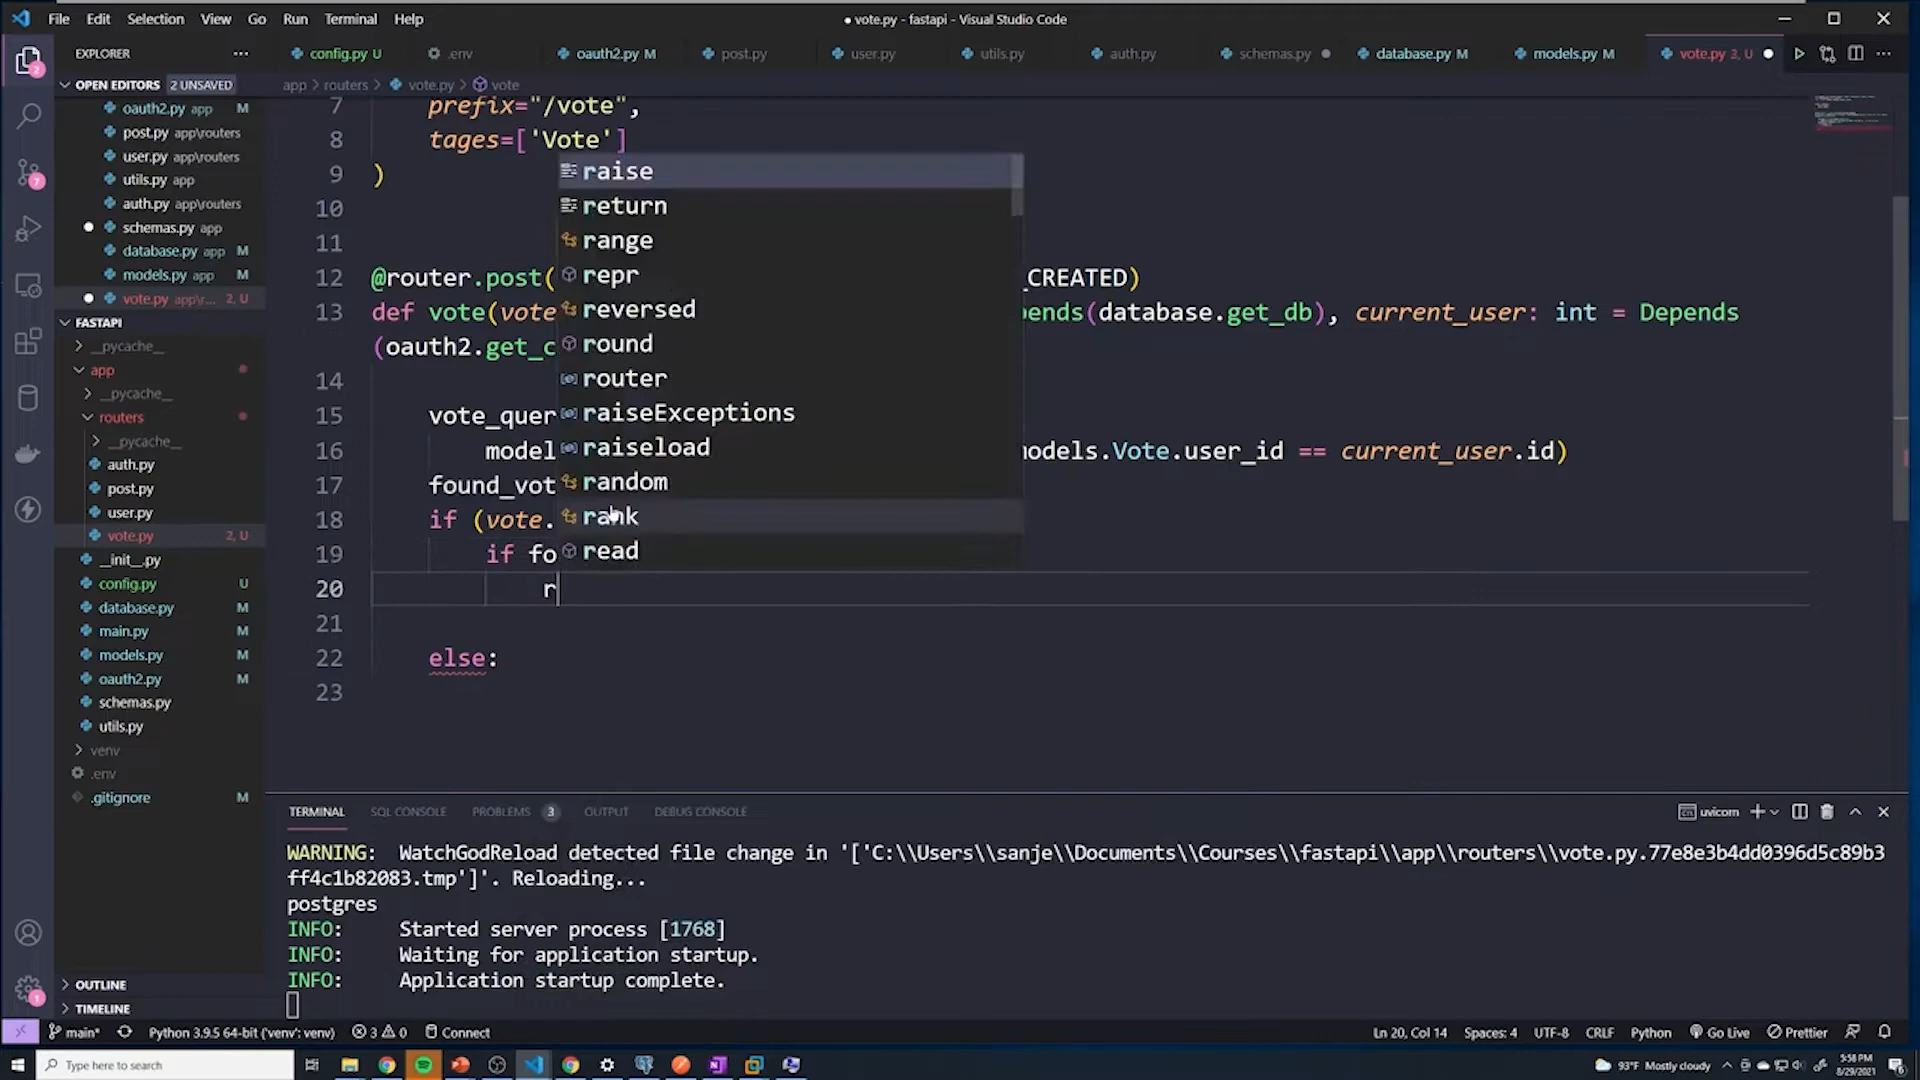 File Edit Selection View Go Run Terminal Help
● vote.py - fastapi - Visual Studio Code
EXPLORER
config.py U
.env
oauth2.py M
post.py
user.py
utils.py
auth.py
schemas.py ●
database.py M
models.py M
vote.py 3, U ●
OPEN EDITORS 2 UNSAVED
app > routers > vote.py > vote
oauth2.py app M
post.py app\routers
user.py app\routers
utils.py app
auth.py app\routers
schemas.py app
database.py app M
models.py app M
vote.py app\r... 2, U
FASTAPI
__pycache__
app
__pycache__
routers
__pycache__
auth.py
post.py
user.py
vote.py 2, U
__init__.py
config.py U
database.py M
main.py M
models.py M
oauth2.py M
schemas.py
utils.py
venv
.env
.gitignore M
OUTLINE
TIMELINE
7 prefix="/vote",
8 tages=['Vote']
9 )
10
11
12 @router.post( _CREATED)
13 def vote(vote pends(database.get_db), current_user: int = Depends
(oauth2.get_c
14
15 vote_quer
16 model models.Vote.user_id == current_user.id)
17 found_vot
18 if (vote.
19 if fo
20 r
21
22 else:
23
raise
return
range
repr
reversed
round
router
raiseExceptions
raiseload
random
rank
read
TERMINAL SQL CONSOLE PROBLEMS 3 OUTPUT DEBUG CONSOLE
uvicorn
WARNING: WatchGodReload detected file change in '['C:\\Users\\sanje\\Documents\\Courses\\fastapi\\app\\routers\\vote.py.77e8e3b4dd0396d5c89b3
ff4c1b82083.tmp']'. Reloading...
postgres
INFO: Started server process [1768]
INFO: Waiting for application startup.
INFO: Application startup complete.
main* Python 3.9.5 64-bit ('venv': venv) 3 0 Connect
Ln 20, Col 14 Spaces: 4 UTF-8 CRLF Python Go Live Prettier
Type here to search
93°F Mostly cloudy
5:58 PM
8/29/2021